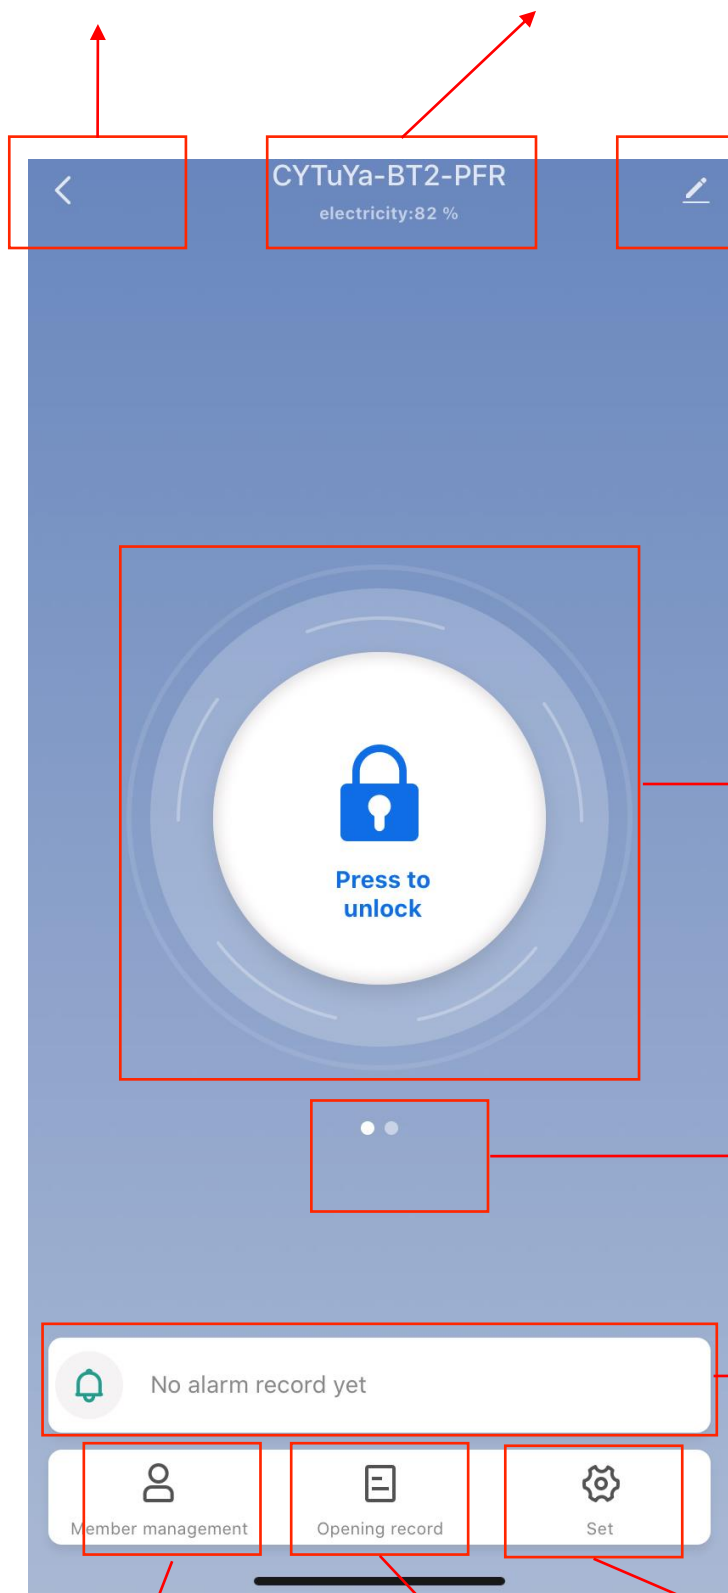 CYTuYa-BT2-PFR
electricity:82 %
Press to
unlock
No alarm record yet
Member management
Opening record
Set